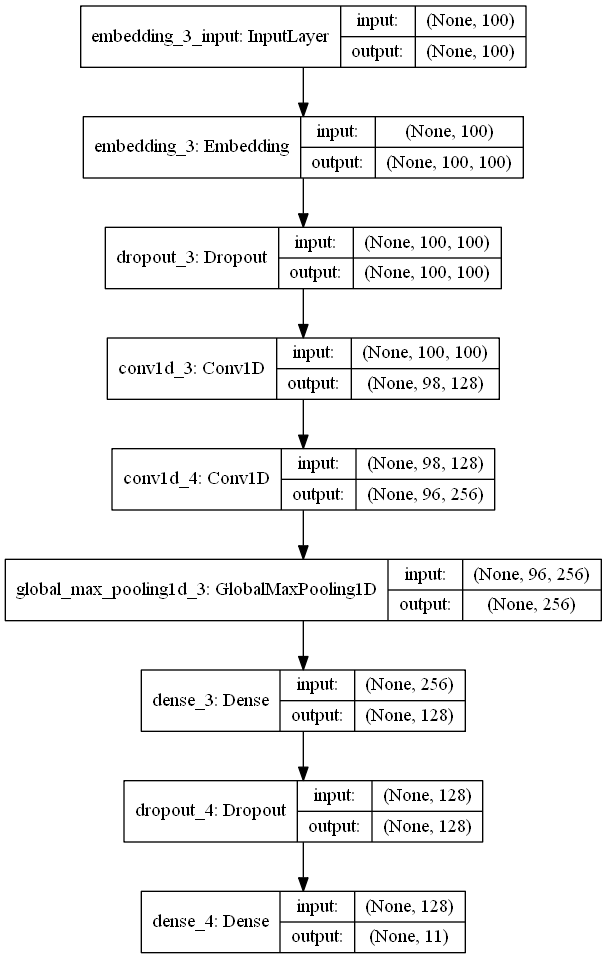 embedding_3_input: InputLayer input: (None, 100)
output: (None, 100)
embedding_3: Embedding input: (None, 100)
output: (None, 100, 100)
dropout_3: Dropout input: (None, 100, 100)
output: (None, 100, 100)
conv1d_3: Conv1D input: (None, 100, 100)
output: (None, 98, 128)
conv1d_4: Conv1D input: (None, 98, 128)
output: (None, 96, 256)
global_max_pooling1d_3: GlobalMaxPooling1D input: (None, 96, 256)
output: (None, 256)
dense_3: Dense input: (None, 256)
output: (None, 128)
dropout_4: Dropout input: (None, 128)
output: (None, 128)
dense_4: Dense input: (None, 128)
output: (None, 11)